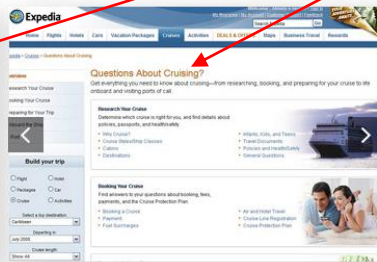 Expedia
Home Flights Hotels Cars Vacation Packages Cruises Activities DEALS & OFFERS Maps Business Travel Rewards
Questions About Cruising?
Get everything you need to know about cruising—from researching, booking, and preparing for your cruise to life
onboard and visiting ports of call.
Research Your Cruise
Determine which cruise is right for you, and find details about
policies, passports, and health/safety
Why Cruise?
Cruise Lines/Ship Classes
Cabins
Destinations
Infants, Kids, and Teens
Travel Documents
Policies and Health/Safety
General Questions
Booking Your Cruise
Find answers to your questions about booking, fees,
payments, and the Cruise Protection Plan.
Booking a Cruise
Payment
Fuel Surcharges
Air and Hotel Travel
Cruise Line Registration
Cruise Protection Plan
Research Your Cruise
Booking Your Cruise
Preparing for Your Trip
Build your trip
Flight Hotel
Packages Car
Cruise Activities
Select a top destination:
Caribbean
Departing in:
July 2008
Cruise length:
Show All